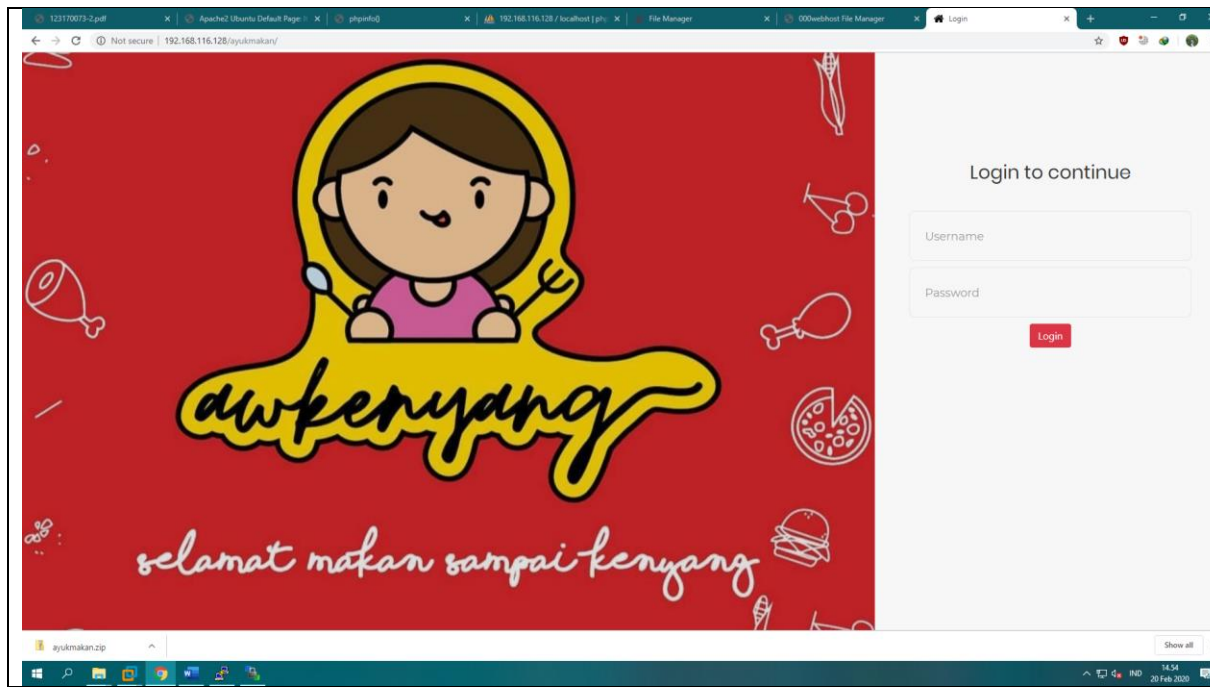 123170073-2.pdf
Apache2 Ubuntu Default Page:
phpinfo()
192.168.116.128 / localhost | php
File Manager
000webhost File Manager
Login
Not secure | 192.168.116.128/ayukmakan/
Login to continue
Username
Password
Login
awkenyang
selamat makan sampai kenyang
ayukmakan.zip
Show all
IND
14.54
20 Feb 2020